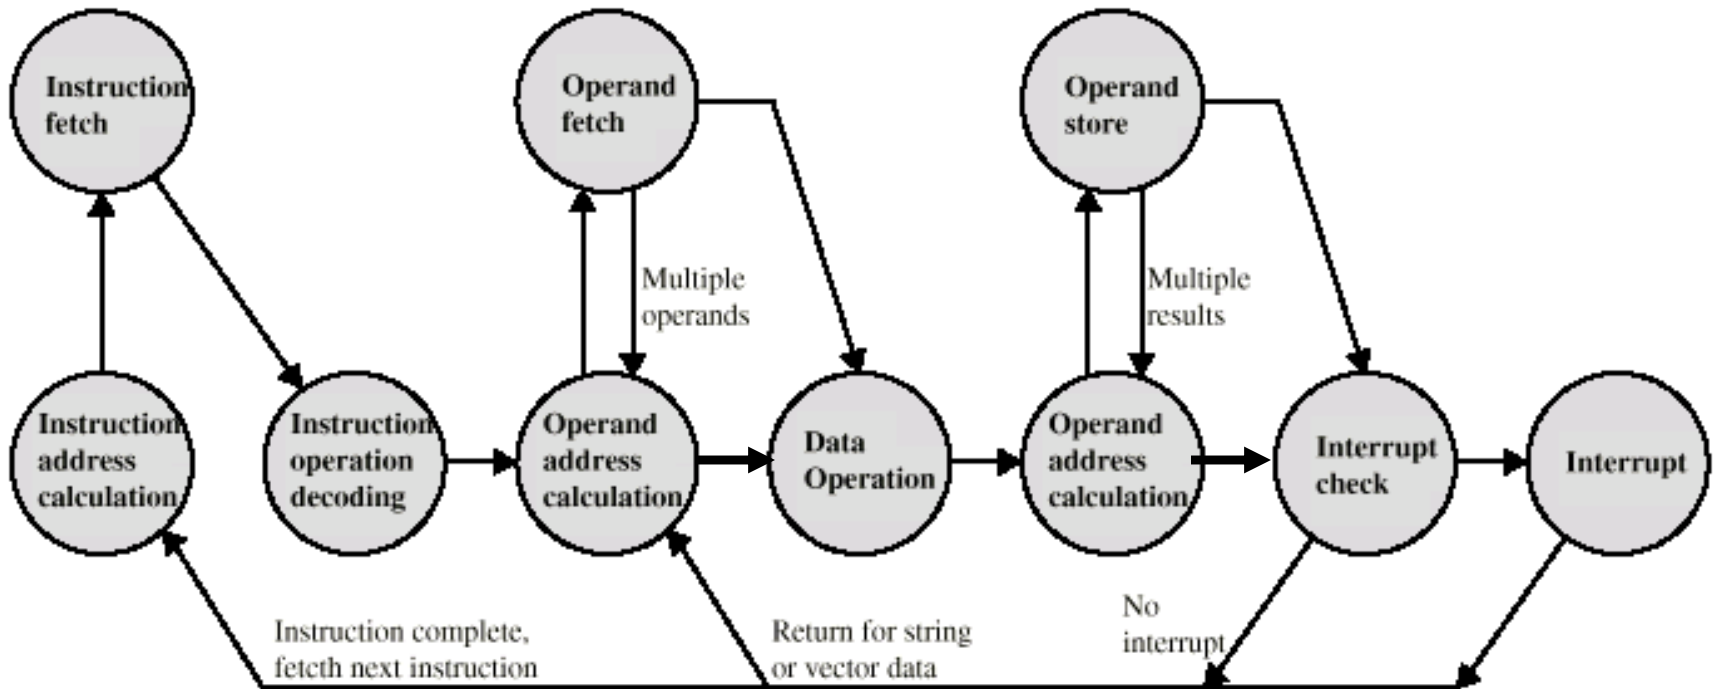 Instruction
fetch
Operand
fetch
Operand
store
Multiple
operands
Multiple
results
Instruction
address
calculation
Instruction
operation
decoding
Operand
address
calculation
Data
Operation
Operand
address
calculation
Interrupt
check
Interrupt
Instruction complete,
fetcth next instruction
Return for string
or vector data
No
interrupt